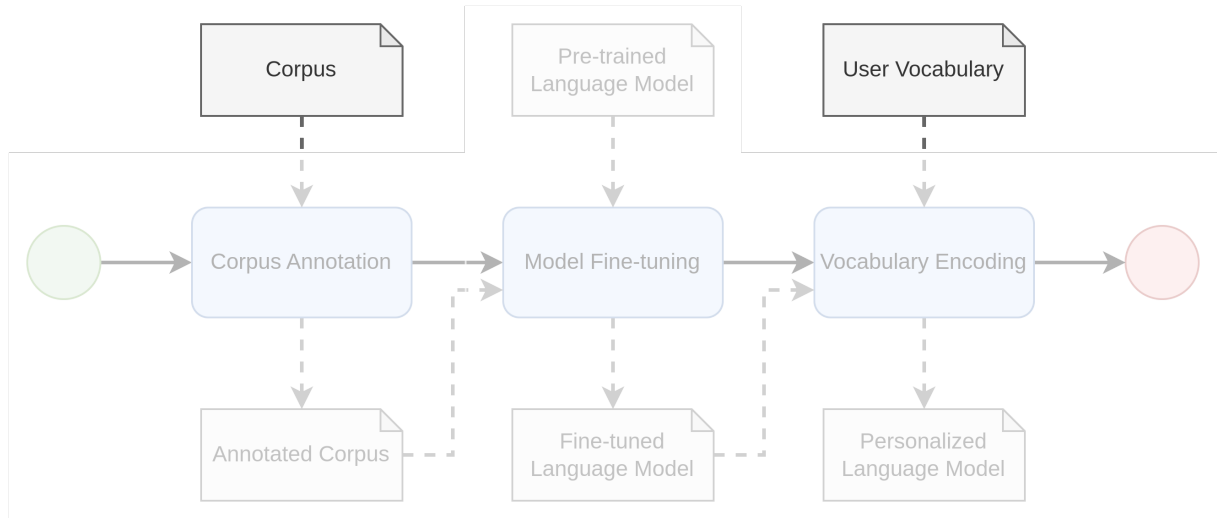 Corpus
Pre-trained
Language Model
User Vocabulary
Corpus Annotation
Model Fine-tuning
Vocabulary Encoding
Annotated Corpus
Fine-tuned
Language Model
Personalized
Language Model